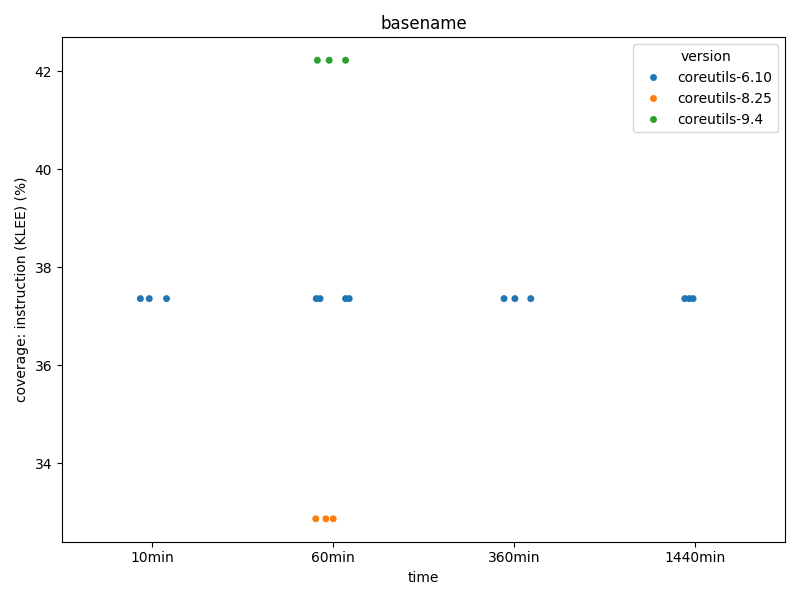 basename
version
coreutils-6.10
coreutils-8.25
coreutils-9.4
coverage: instruction (KLEE) (%)
42
40
38
36
34
10min
60min
360min
1440min
time